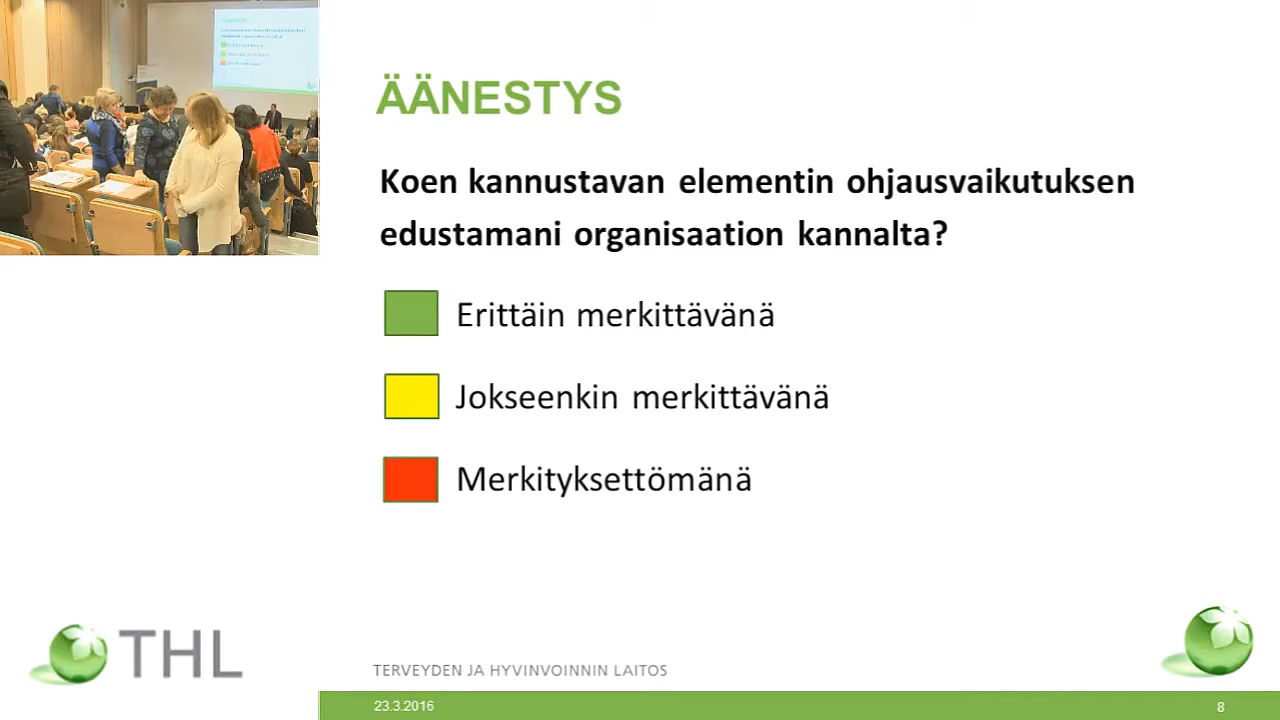 ÄÄNESTYS
Koen kannustavan elementin ohjausvaikutuksen
edustamani organisaation kannalta?
Erittäin merkittävänä
Jokseenkin merkittävänä
Merkityksettömänä
THL
TERVEYDEN JA HYVINVOINNIN LAITOS
23.3.2016
8